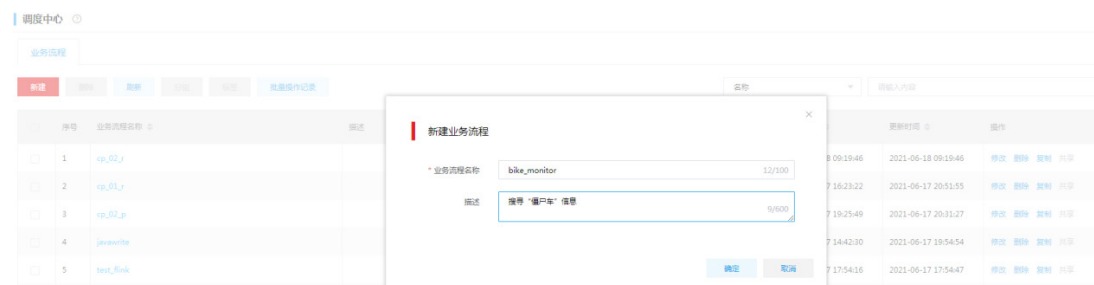 调度中心
业务流程
新建
刷新
批量操作记录
名称
请输入内容
序号 业务流程名称 描述 更新时间 操作
新建业务流程
* 业务流程名称 bike_monitor 12/100
描述 搜寻“僵尸车”信息 9/600
确定 取消
1 cp_02_r 8 09:19:46 2021-06-18 09:19:46 修改 删除 复制 共享
2 cp_01_r 7 16:23:22 2021-06-17 20:51:55 修改 删除 复制 共享
3 cp_02_p 7 19:25:49 2021-06-17 20:31:27 修改 删除 复制 共享
4 javawrite 7 14:42:30 2021-06-17 19:54:54 修改 删除 复制 共享
5 test_flink 7 17:54:16 2021-06-17 17:54:47 修改 删除 复制 共享